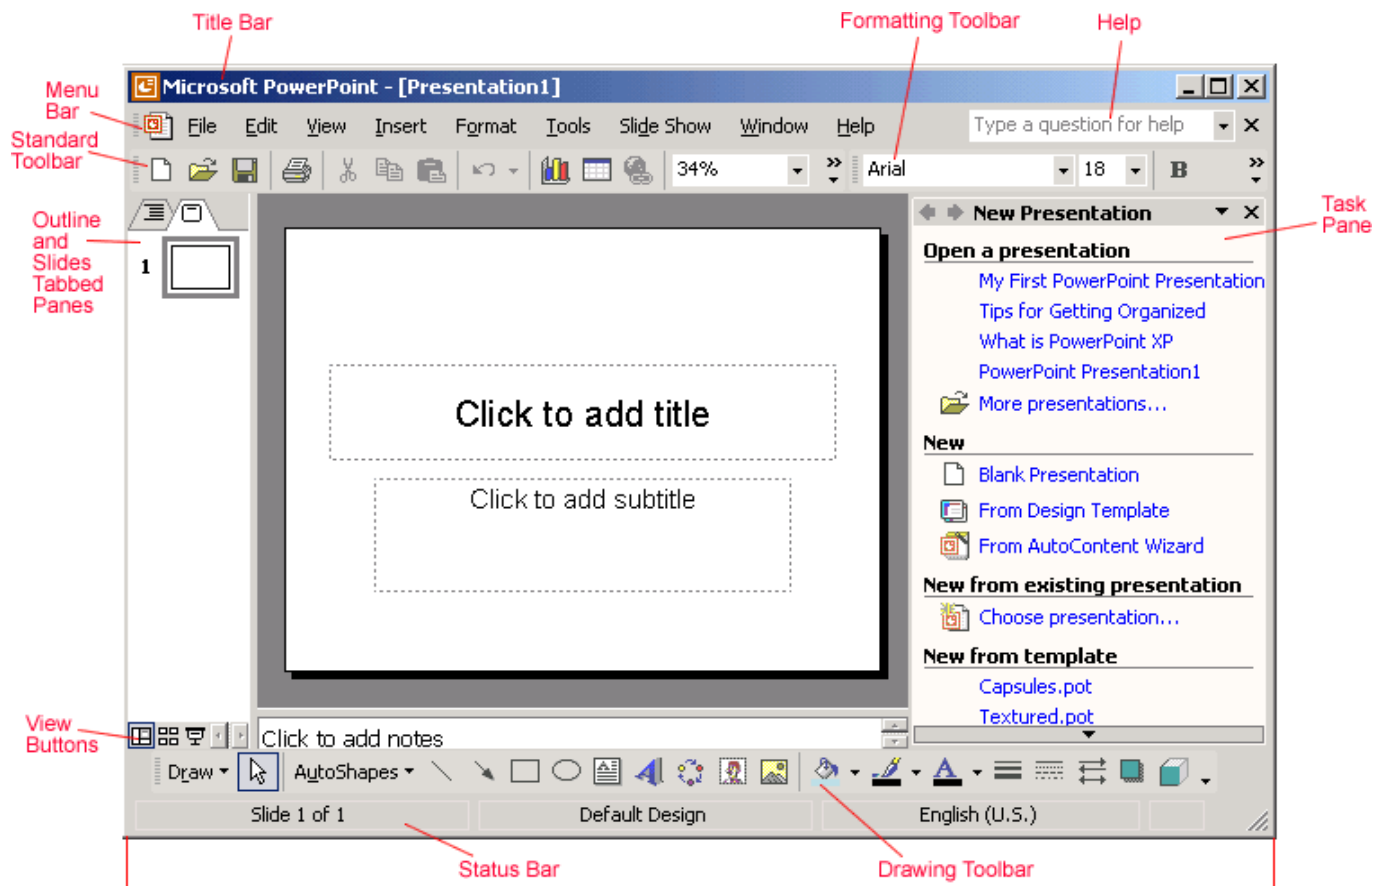 Title Bar
Formatting Toolbar
Help
Microsoft PowerPoint - [Presentation1]
Menu
Bar
File Edit View Insert Format Tools Slide Show Window Help
Type a question for help
Standard
Toolbar
34%
Arial
18
B
Outline
and
Slides
Tabbed
Panes
1
Click to add title
Click to add subtitle
New Presentation
Task
Pane
Open a presentation
My First PowerPoint Presentation
Tips for Getting Organized
What is PowerPoint XP
PowerPoint Presentation1
More presentations...
New
Blank Presentation
From Design Template
From AutoContent Wizard
New from existing presentation
Choose presentation...
New from template
Capsules.pot
Textured.pot
View
Buttons
Click to add notes
Draw AutoShapes
A
Slide 1 of 1
Default Design
English (U.S.)
Status Bar
Drawing Toolbar